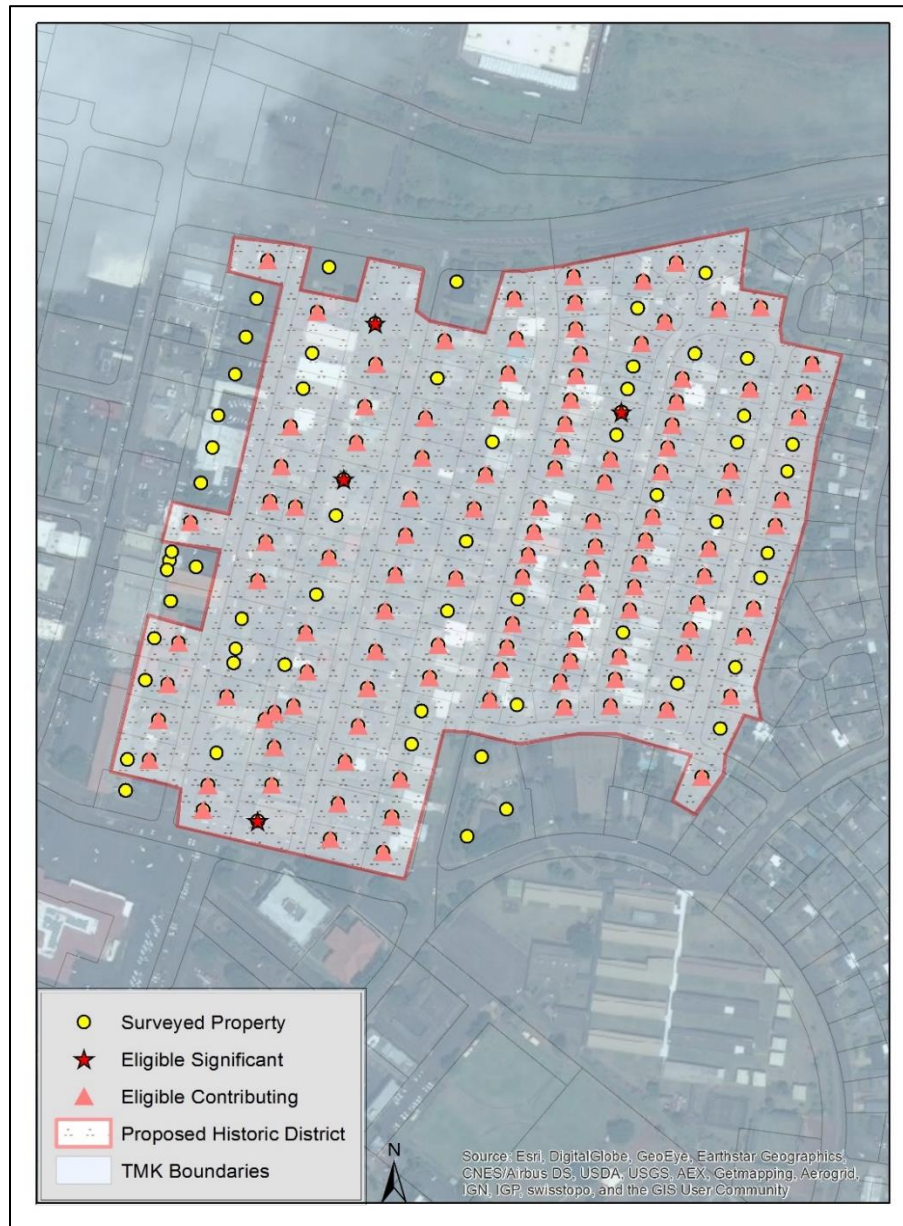 Surveyed Property
Eligible Significant
Eligible Contributing
Proposed Historic District
TMK Boundaries
N
Source: Esri, DigitalGlobe, GeoEye, Earthstar Geographics,
CNES/Airbus DS, USDA, USGS, AEX, Getmapping, Aerogrid,
IGN, IGP, swisstopo, and the GIS User Community